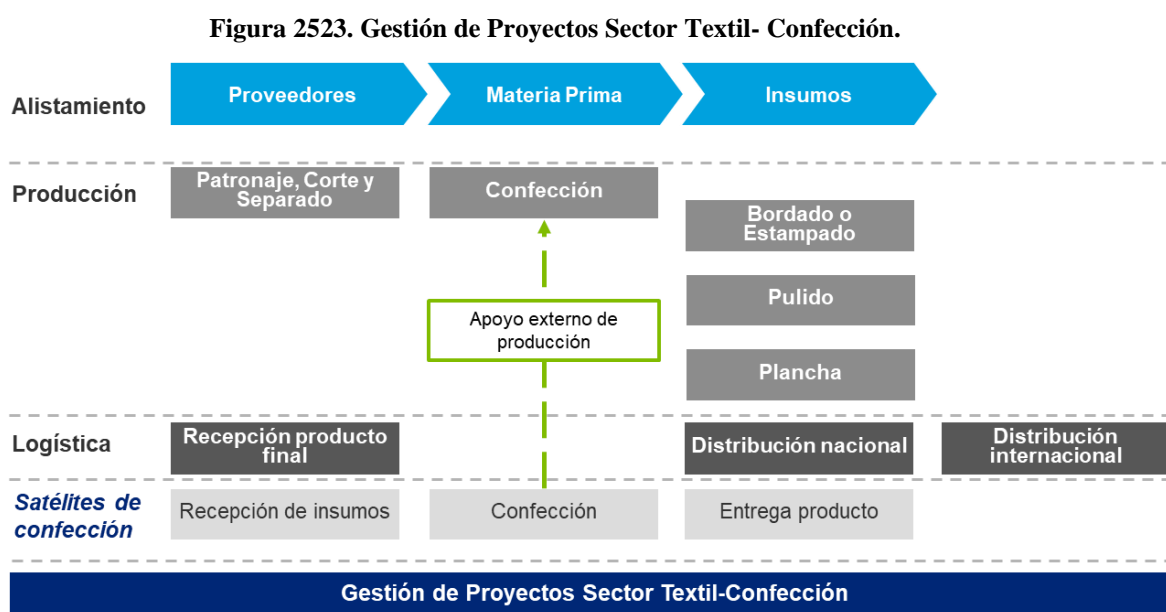 Figura 2523. Gestión de Proyectos Sector Textil- Confección.
Alistamiento
Proveedores
Materia Prima
Insumos
Producción
Patronaje, Corte y
Separado
Confección
Bordado o
Estampado
Pulido
Plancha
Apoyo externo de
producción
Logística
Recepción producto
final
Distribución nacional
Distribución
internacional
Satélites de
confección
Recepción de insumos
Confección
Entrega producto
Gestión de Proyectos Sector Textil-Confección